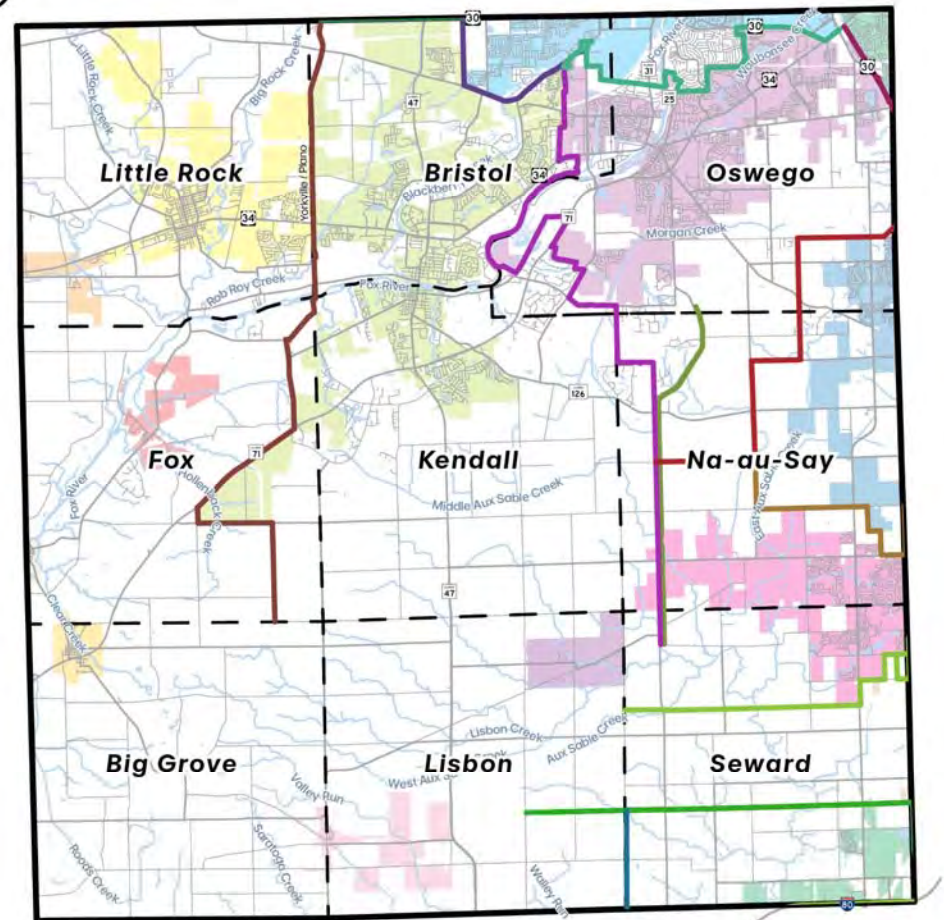 30
30
Little Rock Creek
Big Rock Creek
Fox River
Waubonsee Creek
31
34
30
47
25
Yorkville / Plano
Little Rock
Bristol
Oswego
Blackberry
34
34
71
Morgan Creek
Rob Roy Creek
Fox River
126
Fox
Kendall
Na-au-Say
71
Hollenback Creek
Fox River
Middle Aux Sable Creek
East Aux Sable Creek
47
Clear Creek
Lisbon Creek
Aux Sable Creek
Big Grove
Lisbon
Seward
West Aux S
Valley Run
Roods Creek
Saratoga Creek
Valley Run
80